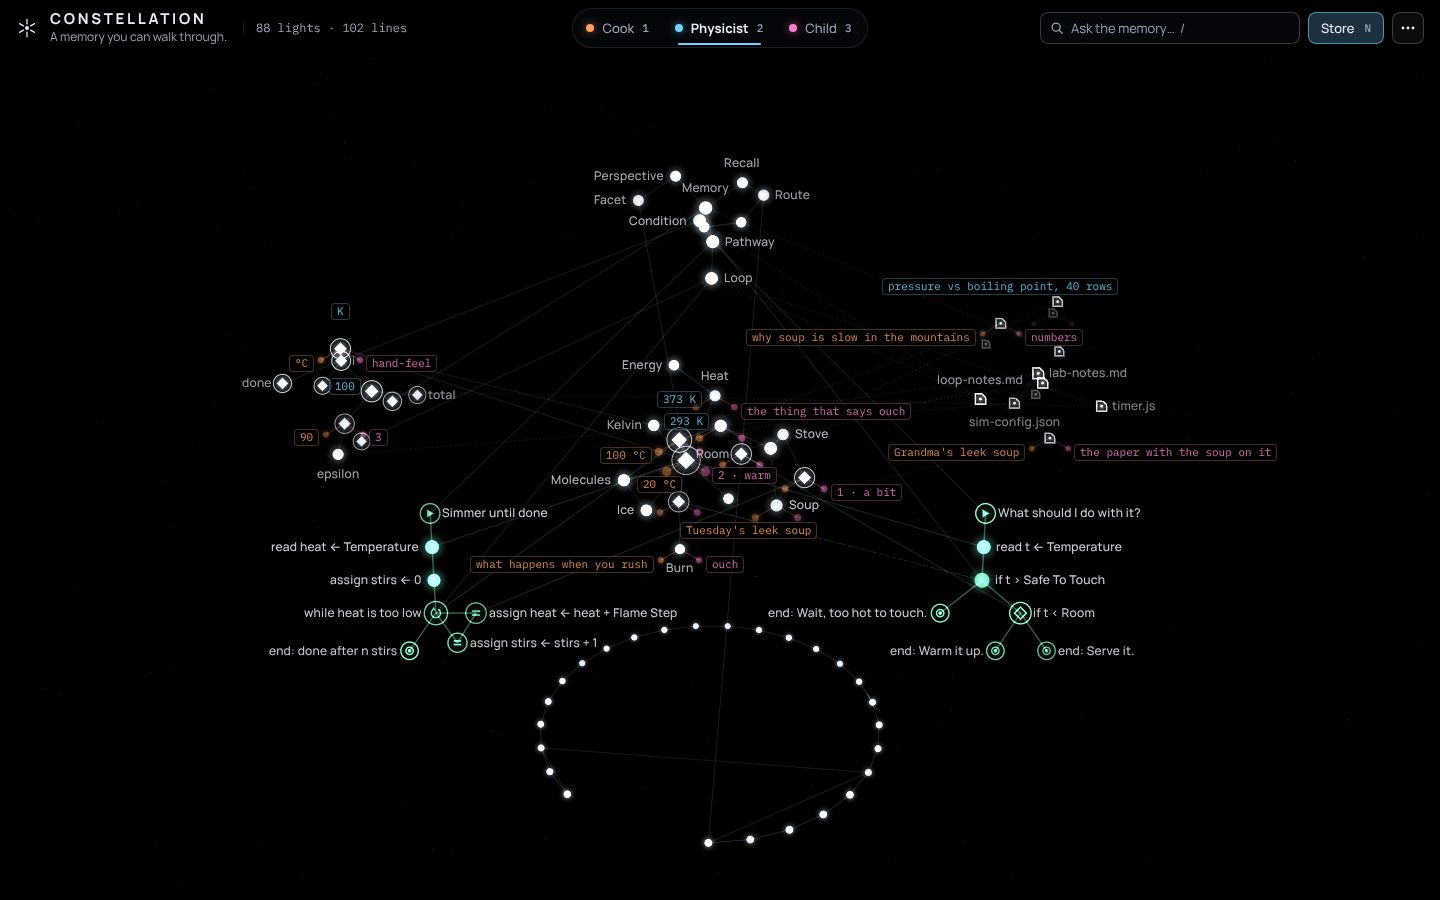 CONSTELLATION
A memory you can walk through.
88 lights · 102 lines
Cook 1
Physicist 2
Child 3
Ask the memory… /
Store N
Recall
Perspective
Memory
Facet
Route
Condition
Pathway
Loop
pressure vs boiling point, 40 rows
K
why soup is slow in the mountains
numbers
°C
i
hand-feel
Energy
Heat
done
100
total
loop-notes.md
lab-notes.md
373 K
the thing that says ouch
timer.js
293 K
Kelvin
sim-config.json
Stove
90
3
100 °C
Room
Grandma's leek soup
the paper with the soup on it
epsilon
Molecules
2 · warm
20 °C
1 · a bit
Ice
Soup
Simmer until done
What should I do with it?
Tuesday's leek soup
read heat ← Temperature
read t ← Temperature
what happens when you rush
Burn
ouch
assign stirs ← 0
if t > Safe To Touch
while heat is too low
assign heat ← heat + Flame Step
end: Wait, too hot to touch.
if t < Room
assign stirs ← stirs + 1
end: done after n stirs
end: Warm it up.
end: Serve it.